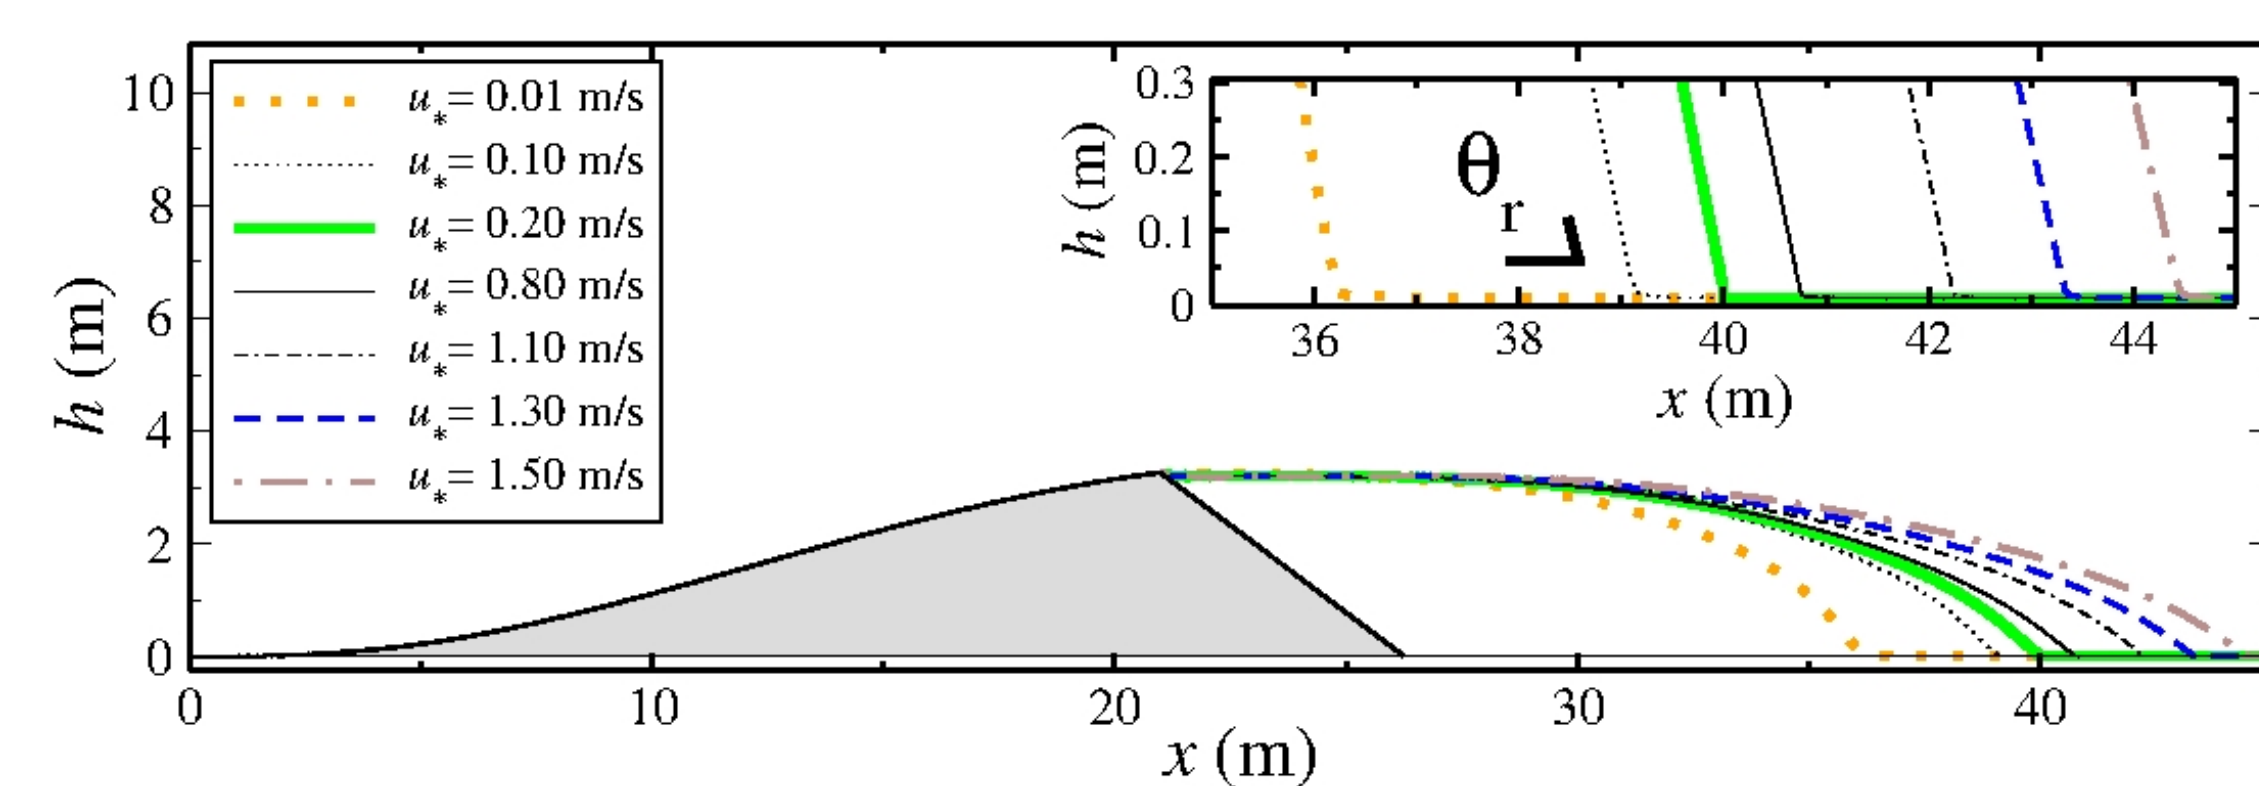 10
8
6
4
2
0
h (m)
u* = 0.01 m/s
u* = 0.10 m/s
u* = 0.20 m/s
u* = 0.80 m/s
u* = 1.10 m/s
u* = 1.30 m/s
u* = 1.50 m/s
0.3
0.2
0.1
0
h (m)
θr
36 38 40 42 44
x (m)
0 10 20 30 40
x (m)